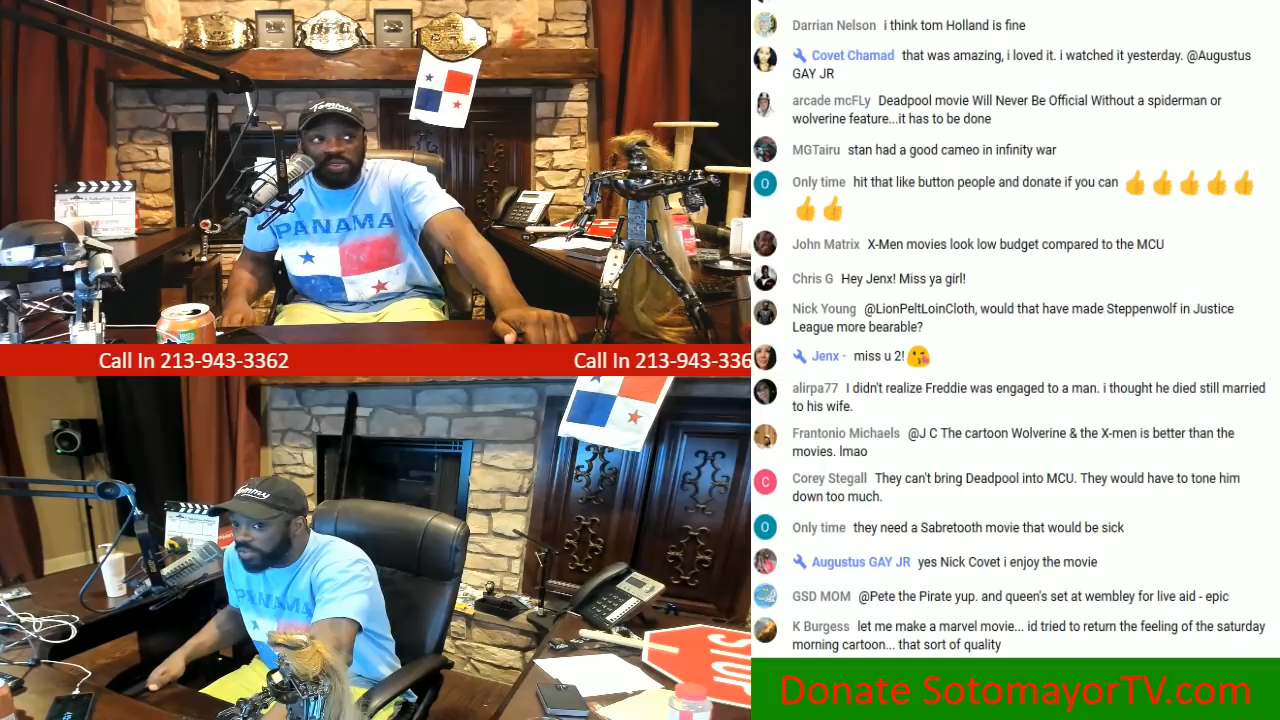 Tommy
PANAMA
Call In 213-943-3362
Call In 213-943-336
Tommy
PANAMA
Darrian Nelson i think tom Holland is fine
Covet Chamad that was amazing, i loved it. i watched it yesterday. @Augustus
GAY JR
arcade mcFLy Deadpool movie Will Never Be Official Without a spiderman or
wolverine feature...it has to be done
MGTairu stan had a good cameo in infinity war
O Only time hit that like button people and donate if you can
John Matrix X-Men movies look low budget compared to the MCU
Chris G Hey Jenx! Miss ya girl!
Nick Young @LionPeltLoinCloth, would that have made Steppenwolf in Justice
League more bearable?
Jenx - miss u 2!
alirpa77 I didn't realize Freddie was engaged to a man. i thought he died still married
to his wife.
Frantonio Michaels @J C The cartoon Wolverine & the X-men is better than the
movies. lmao
C Corey Stegall They can't bring Deadpool into MCU. They would have to tone him
down too much.
O Only time they need a Sabretooth movie that would be sick
Augustus GAY JR yes Nick Covet i enjoy the movie
GSD MOM @Pete the Pirate yup. and queen's set at wembley for live aid - epic
K Burgess let me make a marvel movie... id tried to return the feeling of the saturday
morning cartoon... that sort of quality
Donate SotomayorTV.com